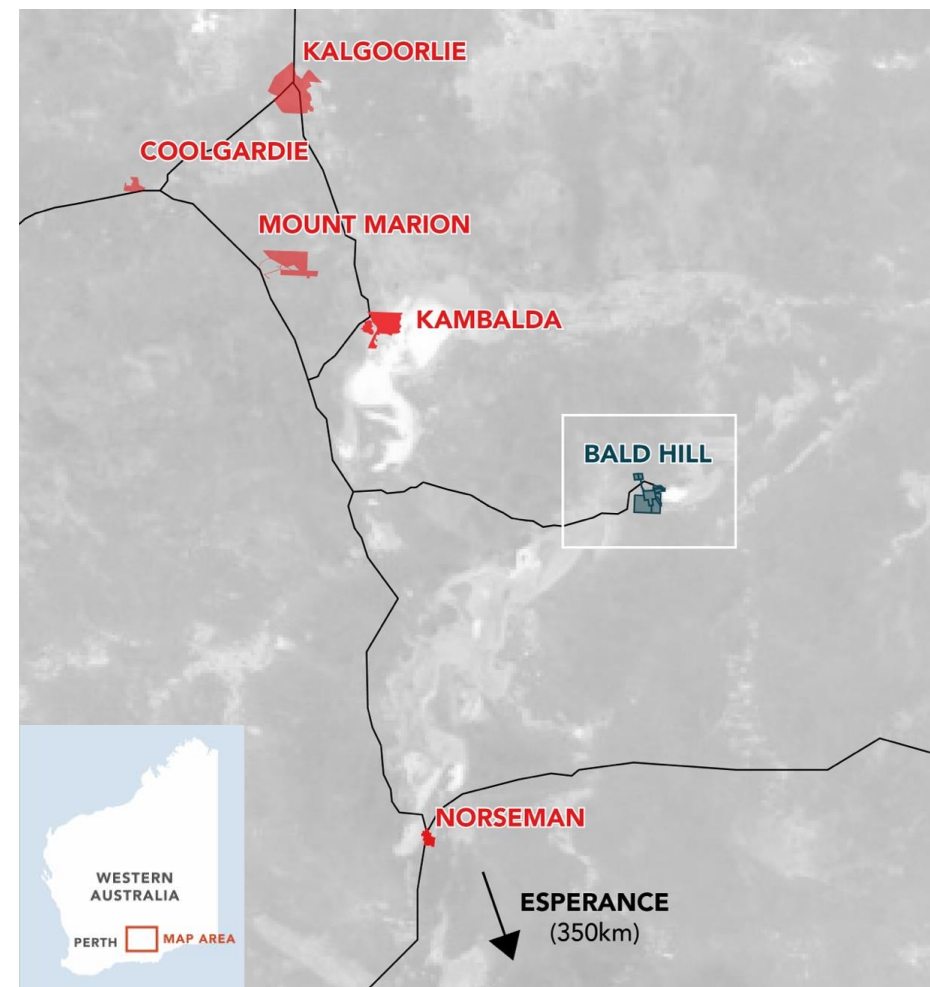 KALGOORLIE
COOLGARDIE
MOUNT MARION
KAMBALDA
BALD HILL
NORSEMAN
ESPERANCE
(350km)
WESTERN
AUSTRALIA
PERTH
MAP AREA